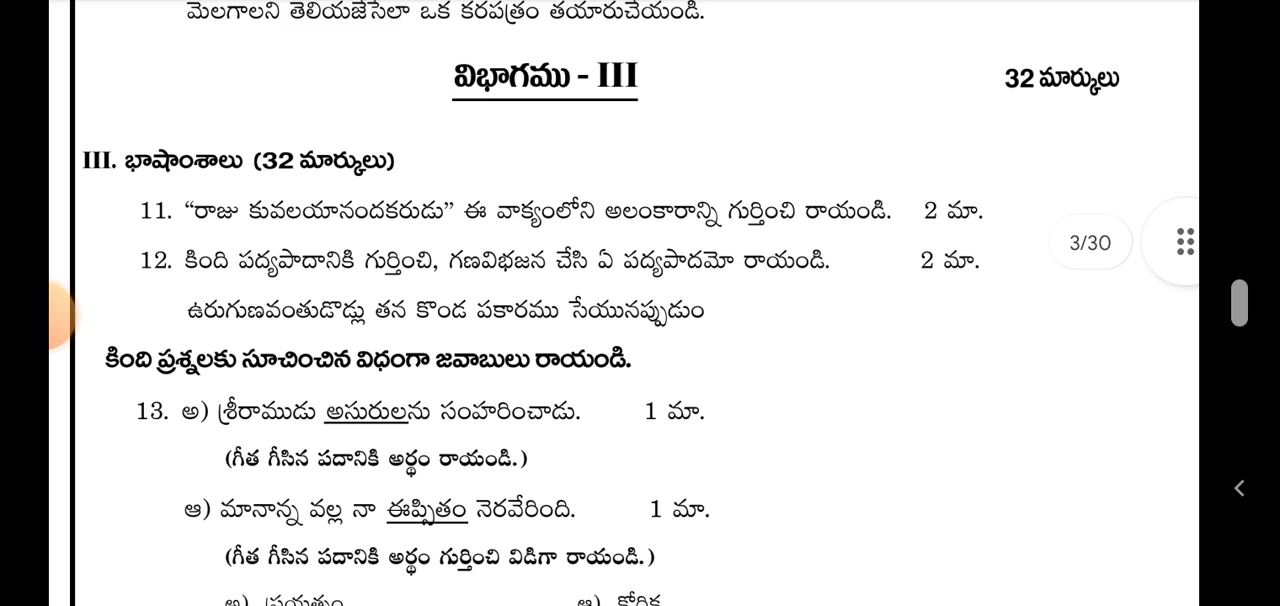 మెలగాలని తెలియజేసేలా ఒక కరపత్రం తయారుచేయండి.
విభాగము - III 32 మార్కులు
III. భాషాంశాలు (32 మార్కులు)
11. “రాజు కువలయానందకరుడు” ఈ వాక్యంలోని అలంకారాన్ని గుర్తించి రాయండి. 2 మా.
3/30
12. కింది పద్యపాదానికి గుర్తించి, గణవిభజన చేసి ఏ పద్యపాదమో రాయండి. 2 మా.
ఉరుగుణవంతుడొడ్లు తన కొండ పకారము సేయునప్పుడుం
కింది ప్రశ్నలకు సూచించిన విధంగా జవాబులు రాయండి.
13. అ) శ్రీరాముడు అసురులను సంహరించాడు. 1 మా.
(గీత గీసిన పదానికి అర్థం రాయండి.)
ఆ) మానాన్న వల్ల నా ఈప్సితం నెరవేరింది. 1 మా.
(గీత గీసిన పదానికి అర్థం గుర్తించి విడిగా రాయండి.)
అ) ప్రయత్నం ఆ) కోరిక